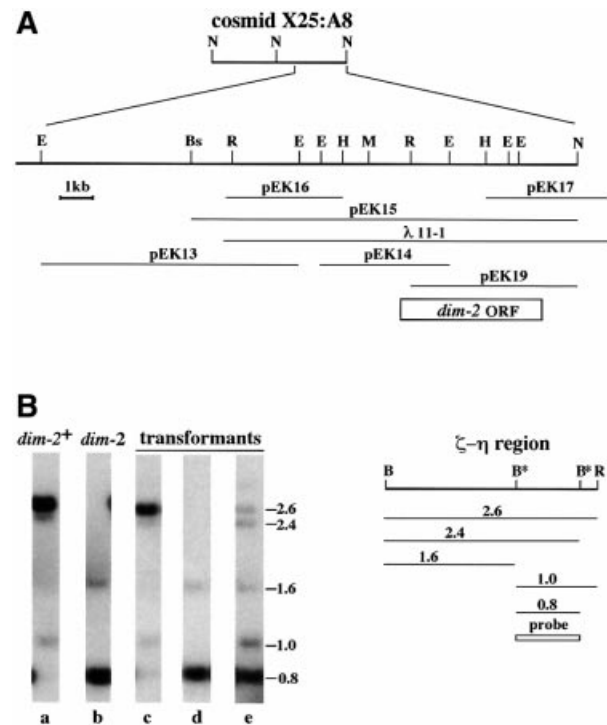 A
cosmid X25:A8
N N N
E Bs R E E H M R E H E E N
1kb
pEK16 pEK17
pEK15
λ 11-1
pEK13 pEK14
pEK19
dim-2 ORF
B
dim-2+ dim-2 transformants
2.6
2.4
1.6
1.0
0.8
a b c d e
ζ–η region
B B* B* R
2.6
2.4
1.6
1.0
0.8
probe